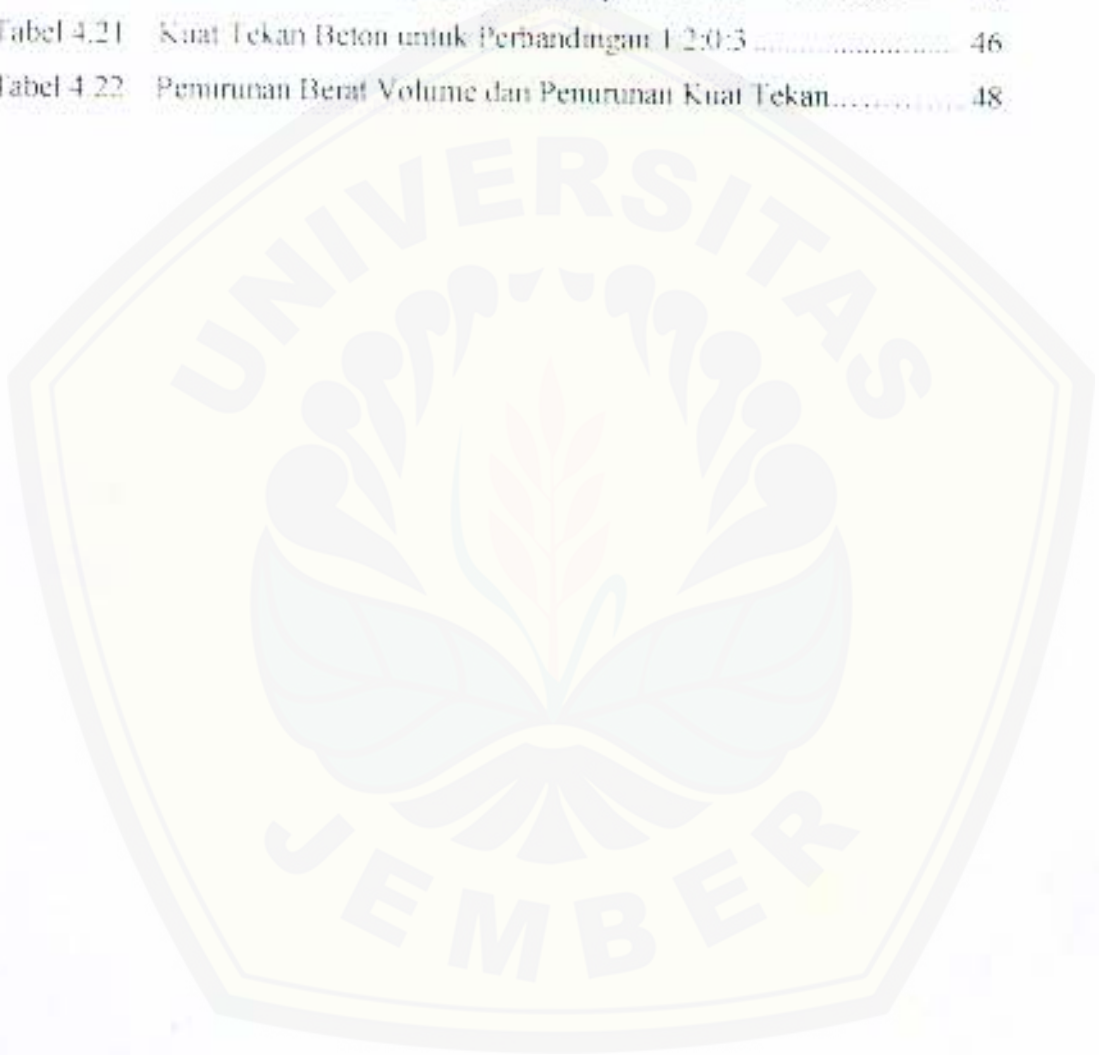 Tabel 4.21 Kuat Tekan Beton untuk Perbandingan 1:2:0:3 ........................ 46
Tabel 4.22 Penurunan Berat Volume dan Penurunan Kuat Tekan............. 48
UNIVERSITAS
JEMBER